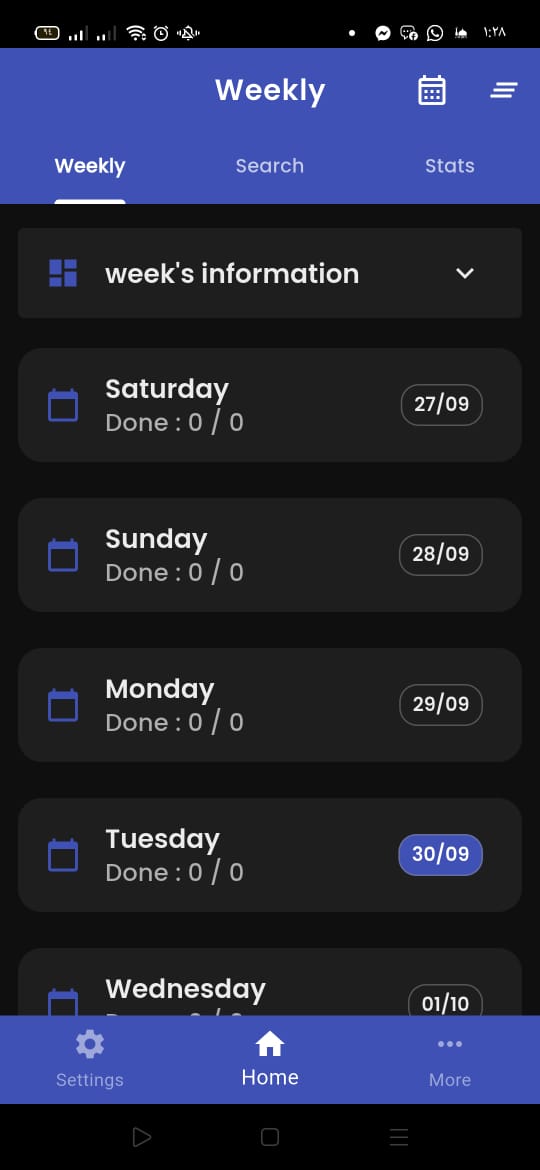 ٩٤
١:٢٨
Weekly
Weekly
Search
Stats
week's information
Saturday
Done : 0 / 0
27/09
Sunday
Done : 0 / 0
28/09
Monday
Done : 0 / 0
29/09
Tuesday
Done : 0 / 0
30/09
Wednesday
01/10
Settings
Home
More